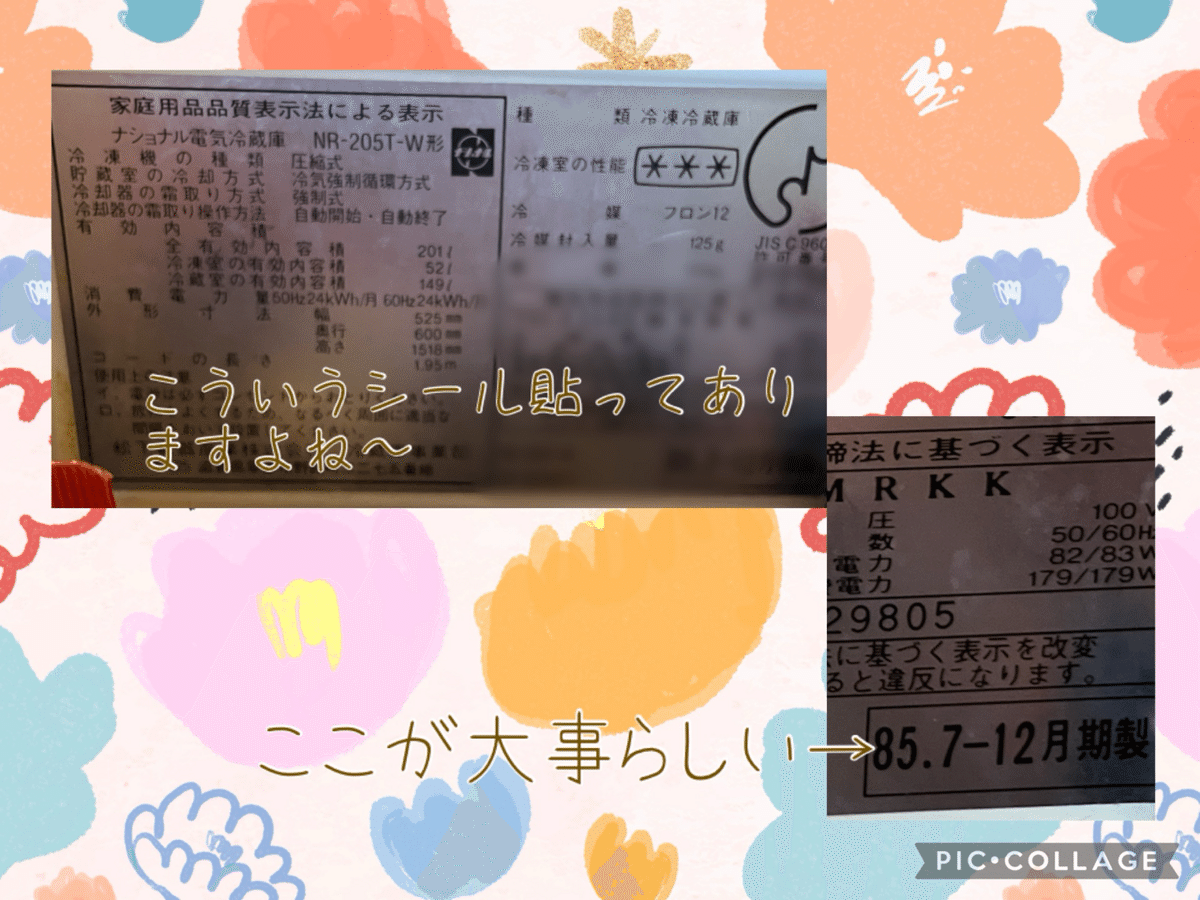 家庭用品品質表示法による表示
ナショナル電気冷蔵庫 NR-205T-W形
冷凍機の種類 圧縮式
貯蔵室の冷却方式 冷気強制循環方式
冷却器の霜取り方式 強制式
冷却器の霜取り操作方法 自動開始・自動終了
有効内容積
全有効内容積 201l
冷凍室の有効内容積 52l
冷蔵室の有効内容積 149l
消費電力量 50Hz24kWh/月 60Hz24kWh/月
外形寸法 幅 525mm
奥行 600mm
高さ 1518mm
コードの長さ 1.95m
使用上
種類 冷凍冷蔵庫
冷凍室の性能 ***
冷媒 フロン12
冷媒封入量 125g
JIS C 960
許可番号
こういうシール貼ってあり
ますよね〜
締法に基づく表示
MRKK
圧 100V
数 50/60Hz
電力 82/83W
電力 179/179W
29805
に基づく表示を改変
ると違反になります。
85.7-12月期製
ここが大事らしい→
PIC•COLLAGE